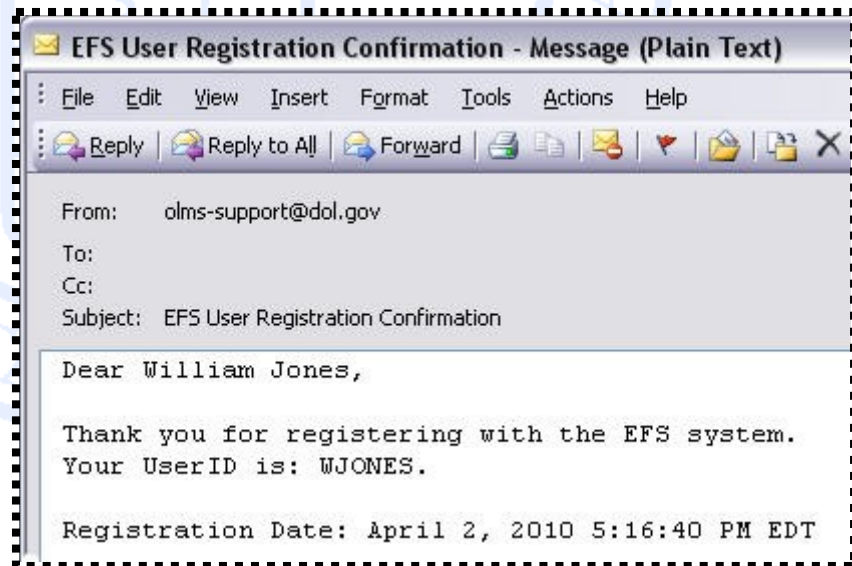 EFS User Registration Confirmation - Message (Plain Text)
File Edit View Insert Format Tools Actions Help
Reply Reply to All Forward
From: olms-support@dol.gov
To:
Cc:
Subject: EFS User Registration Confirmation
Dear William Jones,
Thank you for registering with the EFS system.
Your UserID is: WJONES.
Registration Date: April 2, 2010 5:16:40 PM EDT